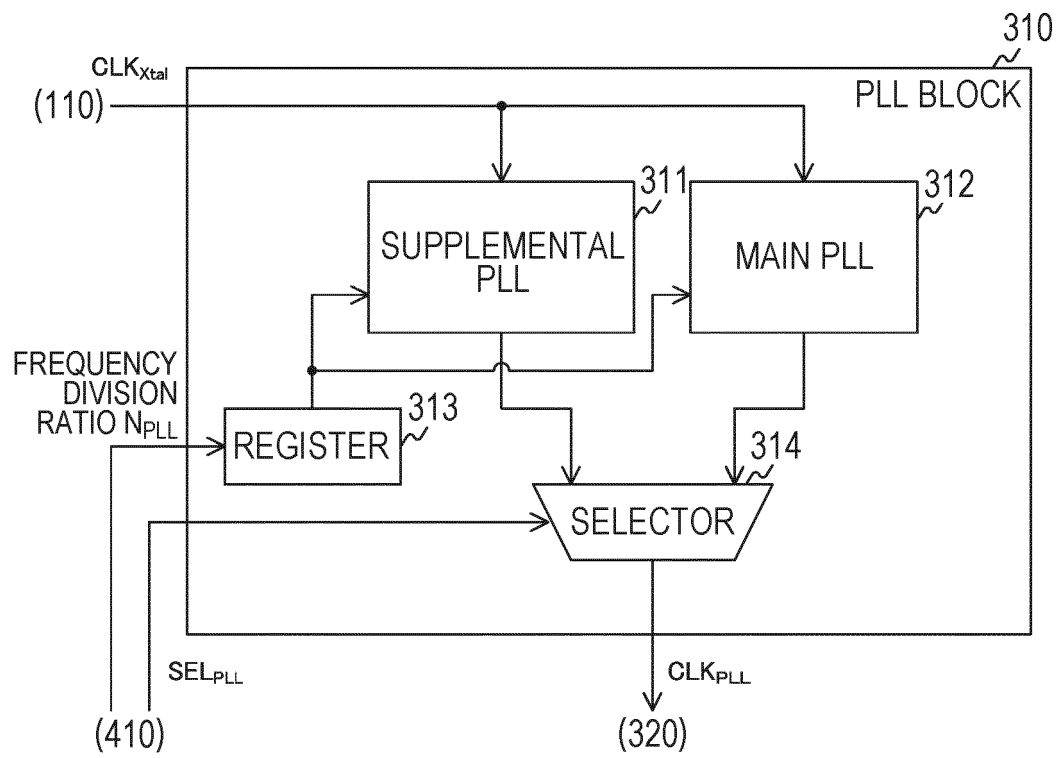 310
CLKXtal
PLL BLOCK
(110)
311
312
SUPPLEMENTAL
PLL
MAIN PLL
FREQUENCY
DIVISION
RATIO NPLL
313
REGISTER
314
SELECTOR
SELPLL
CLKPLL
(410)
(320)